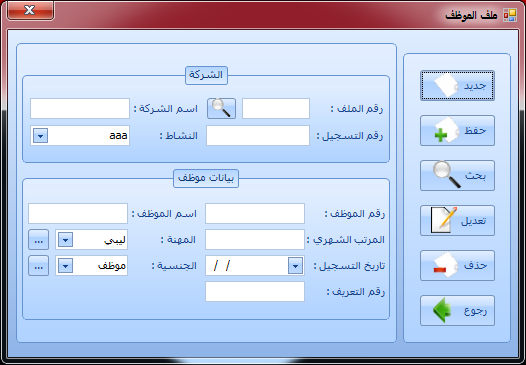 ملف الموظف
جديد
حفظ
بحث
تعديل
حذف
رجوع
الشركة
رقم الملف : اسم الشركة :
رقم التسجيل : النشاط : aaa
بيانات موظف
رقم الموظف : اسم الموظف :
المرتب الشهري : المهنة : ليبي ...
تاريخ التسجيل : / / الجنسية : موظف ...
رقم التعريف :